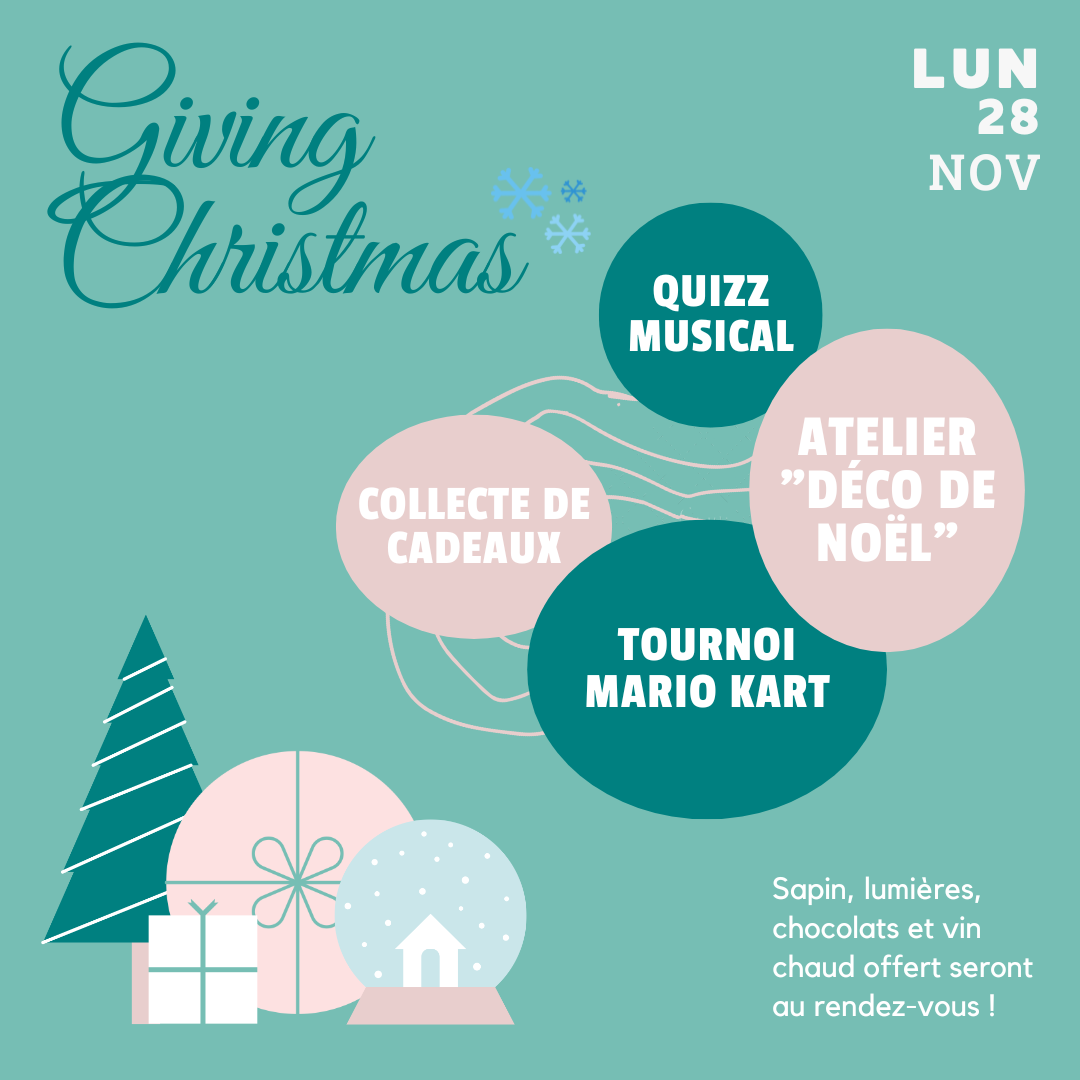 Giving
Christmas
LUN
28
NOV
QUIZZ
MUSICAL
ATELIER
”DÉCO DE
NOËL”
COLLECTE DE
CADEAUX
TOURNOI
MARIO KART
Sapin, lumières,
chocolats et vin
chaud offert seront
au rendez-vous !